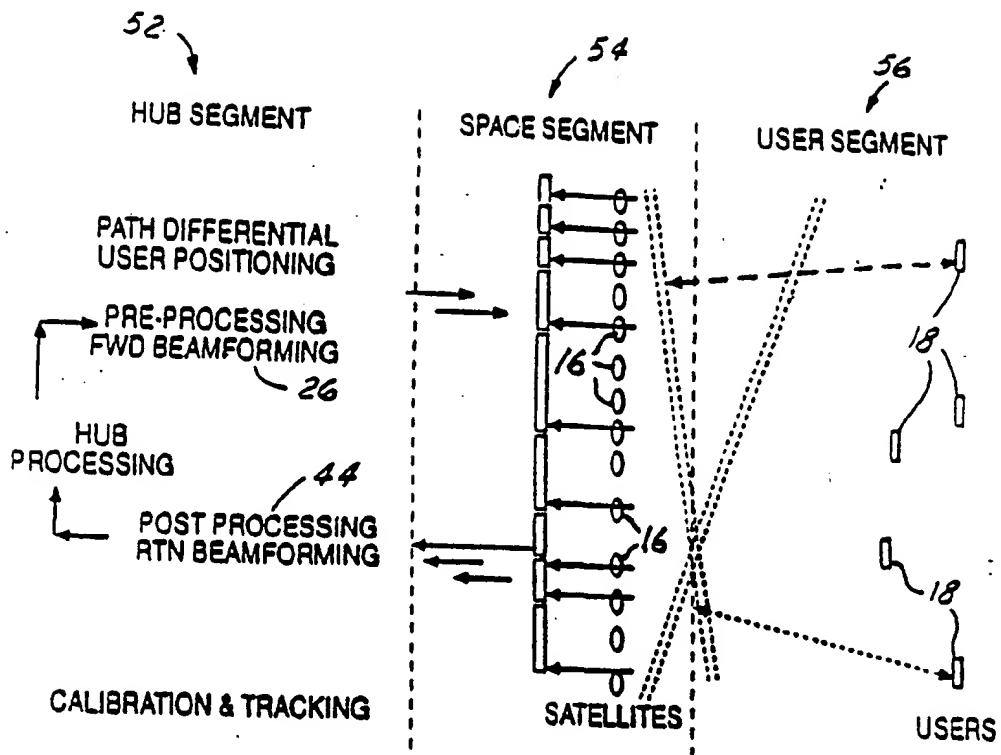 52
54
56
HUB SEGMENT
SPACE SEGMENT
USER SEGMENT
PATH DIFFERENTIAL
USER POSITIONING
PRE-PROCESSING
FWD BEAMFORMING
26
16
18
HUB
PROCESSING
44
POST PROCESSING
RTN BEAMFORMING
16
18
CALIBRATION & TRACKING
SATELLITES
USERS